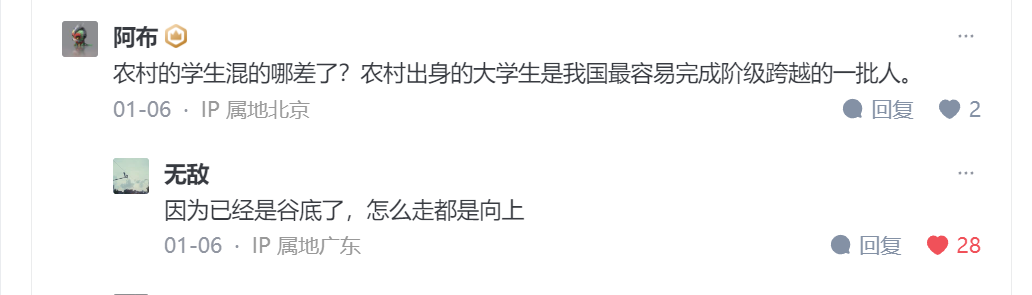 阿布
农村的学生混的哪差了？农村出身的大学生是我国最容易完成阶级跨越的一批人。
01-06 · IP 属地北京
回复 2
无敌
因为已经是谷底了，怎么走都是向上
01-06 · IP 属地广东
回复 28